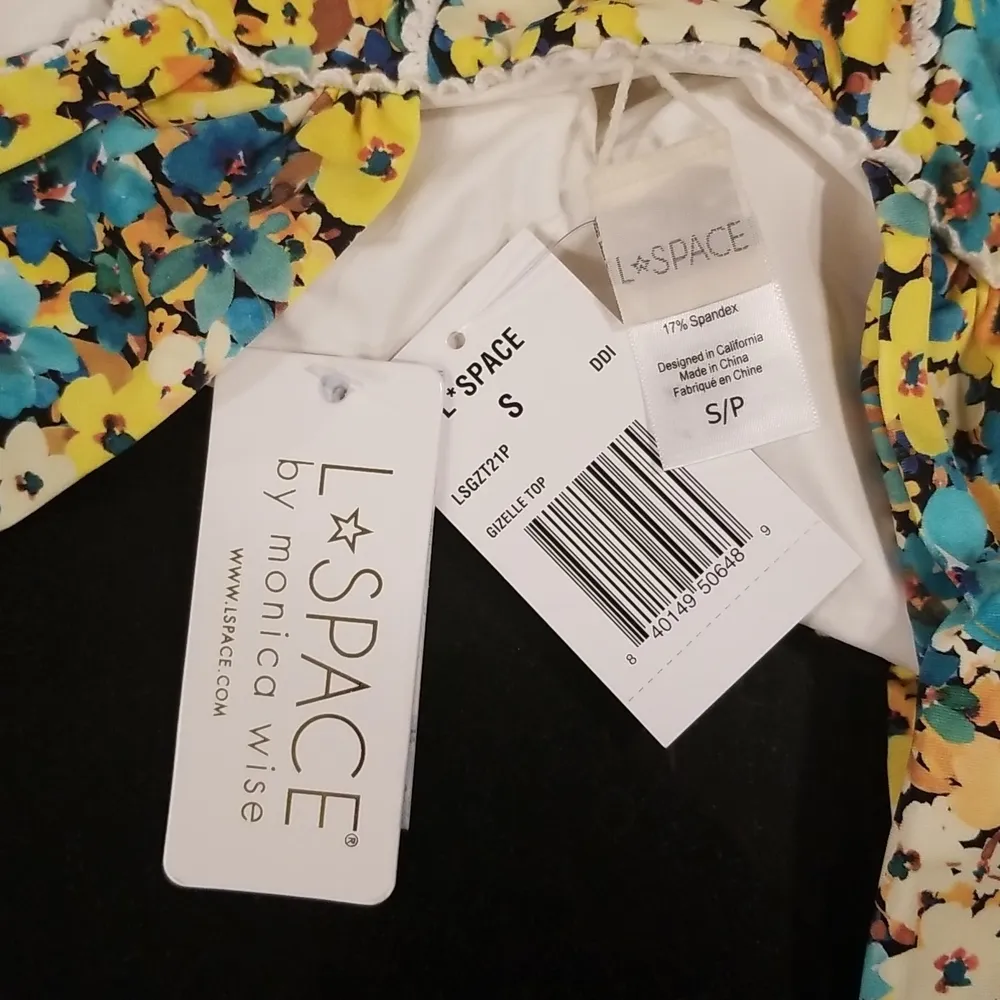 L☆SPACE®
by monica wise
WWW.LSPACE.COM
L*SPACE
S
DDI
LSGZT21P
GIZELLE TOP
8 40149 50648 9
L☆SPACE
17% Spandex
Designed in California
Made in China
Fabriqué en Chine
S/P